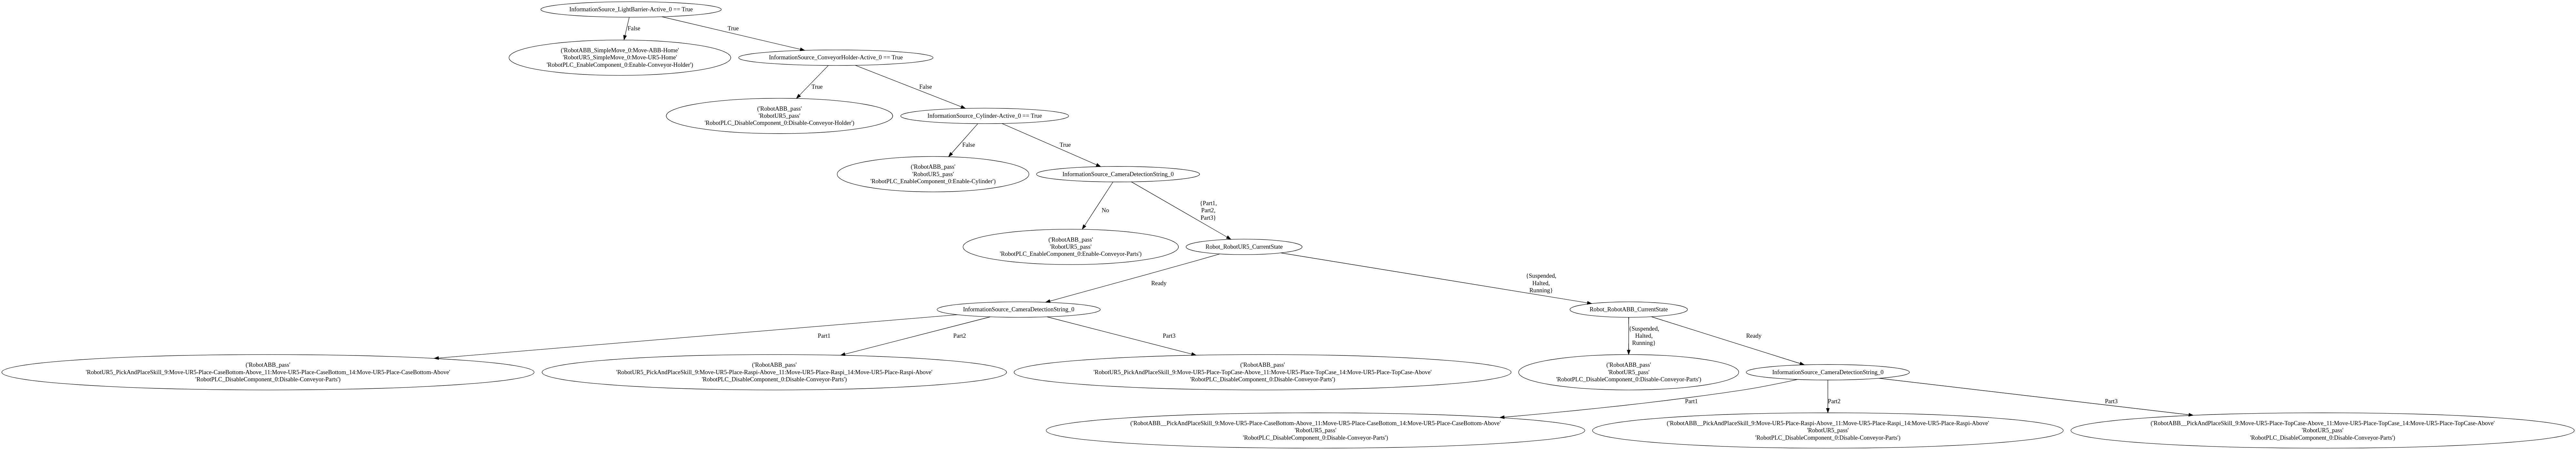 InformationSource_LightBarrier-Active_0 == True
False
True
('RobotABB_SimpleMove_0:Move-ABB-Home'
'RobotUR5_SimpleMove_0:Move-UR5-Home'
'RobotPLC_EnableComponent_0:Enable-Conveyor-Holder')
InformationSource_ConveyorHolder-Active_0 == True
True
False
('RobotABB_pass'
'RobotUR5_pass'
'RobotPLC_DisableComponent_0:Disable-Conveyor-Holder')
InformationSource_Cylinder-Active_0 == True
False
True
('RobotABB_pass'
'RobotUR5_pass'
'RobotPLC_EnableComponent_0:Enable-Cylinder')
InformationSource_CameraDetectionString_0
No
{Part1,
Part2,
Part3}
('RobotABB_pass'
'RobotUR5_pass'
'RobotPLC_EnableComponent_0:Enable-Conveyor-Parts')
Robot_RobotUR5_CurrentState
Ready
{Suspended,
Halted,
Running}
InformationSource_CameraDetectionString_0
Robot_RobotABB_CurrentState
Part1
Part2
Part3
{Suspended,
Halted,
Running}
Ready
('RobotABB_pass'
'RobotUR5_PickAndPlaceSkill_9:Move-UR5-Place-CaseBottom-Above_11:Move-UR5-Place-CaseBottom_14:Move-UR5-Place-CaseBottom-Above'
'RobotPLC_DisableComponent_0:Disable-Conveyor-Parts')
('RobotABB_pass'
'RobotUR5_PickAndPlaceSkill_9:Move-UR5-Place-Raspi-Above_11:Move-UR5-Place-Raspi_14:Move-UR5-Place-Raspi-Above'
'RobotPLC_DisableComponent_0:Disable-Conveyor-Parts')
('RobotABB_pass'
'RobotUR5_PickAndPlaceSkill_9:Move-UR5-Place-TopCase-Above_11:Move-UR5-Place-TopCase_14:Move-UR5-Place-TopCase-Above'
'RobotPLC_DisableComponent_0:Disable-Conveyor-Parts')
('RobotABB_pass'
'RobotUR5_pass'
'RobotPLC_DisableComponent_0:Disable-Conveyor-Parts')
InformationSource_CameraDetectionString_0
Part1
Part2
Part3
('RobotABB__PickAndPlaceSkill_9:Move-UR5-Place-CaseBottom-Above_11:Move-UR5-Place-CaseBottom_14:Move-UR5-Place-CaseBottom-Above'
'RobotUR5_pass'
'RobotPLC_DisableComponent_0:Disable-Conveyor-Parts')
('RobotABB__PickAndPlaceSkill_9:Move-UR5-Place-Raspi-Above_11:Move-UR5-Place-Raspi_14:Move-UR5-Place-Raspi-Above'
'RobotUR5_pass'
'RobotPLC_DisableComponent_0:Disable-Conveyor-Parts')
('RobotABB__PickAndPlaceSkill_9:Move-UR5-Place-TopCase-Above_11:Move-UR5-Place-TopCase_14:Move-UR5-Place-TopCase-Above'
'RobotUR5_pass'
'RobotPLC_DisableComponent_0:Disable-Conveyor-Parts')